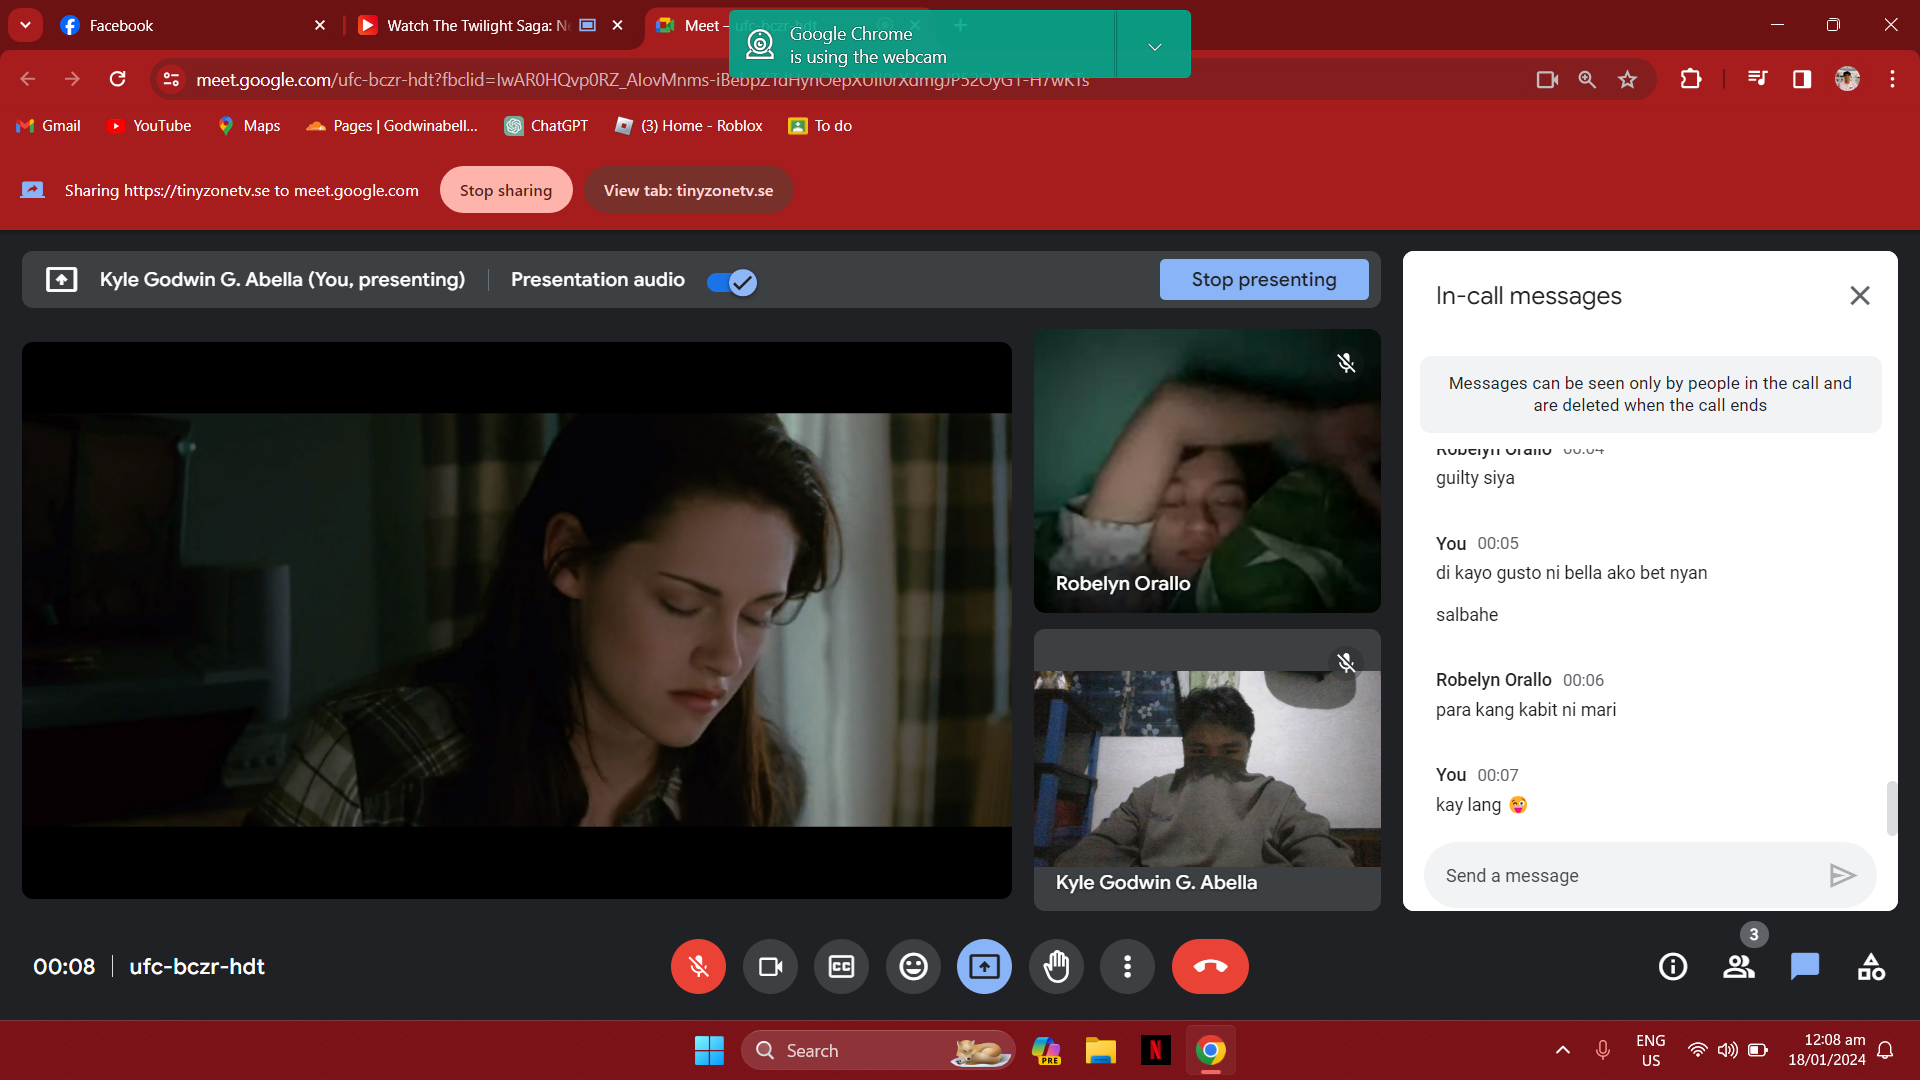 Facebook
Watch The Twilight Saga: Ne
Meet - ufc-bczr-hdt
Google Chrome
is using the webcam
meet.google.com/ufc-bczr-hdt?fbclid=
Gmail
YouTube
Maps
Pages | Godwinabell...
ChatGPT
(3) Home - Roblox
To do
Sharing https://tinyzonetv.se to meet.google.com
Stop sharing
View tab: tinyzonetv.se
Kyle Godwin G. Abella (You, presenting)
Presentation audio
Stop presenting
Robelyn Orallo
Kyle Godwin G. Abella
In-call messages
Messages can be seen only by people in the call and
are deleted when the call ends
Robelyn Orallo 00:04
guilty siya
You 00:05
di kayo gusto ni bella ako bet nyan
salbahe
Robelyn Orallo 00:06
para kang kabit ni mari
You 00:07
kay lang 😜
Send a message
00:08
ufc-bczr-hdt
CC
3
Search
PRE
N
ENG
US
12:08 am
18/01/2024